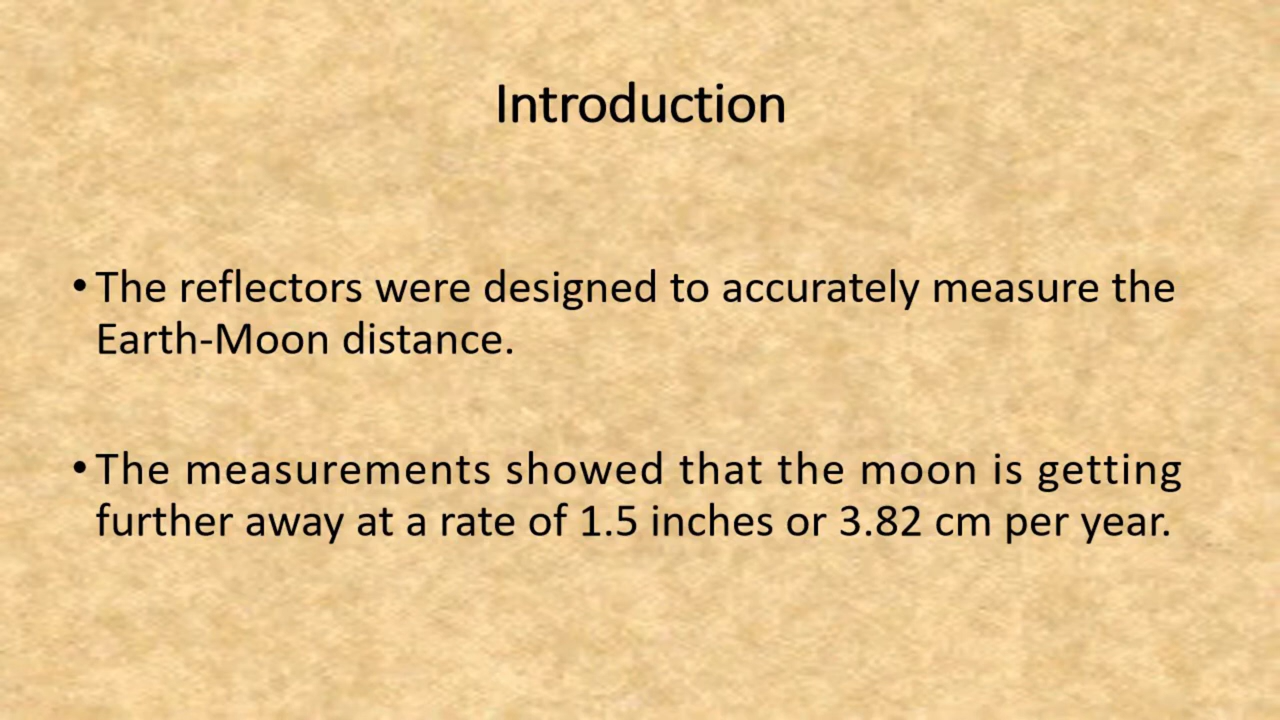 Introduction
• The reflectors were designed to accurately measure the
Earth-Moon distance.
• The measurements showed that the moon is getting
further away at a rate of 1.5 inches or 3.82 cm per year.